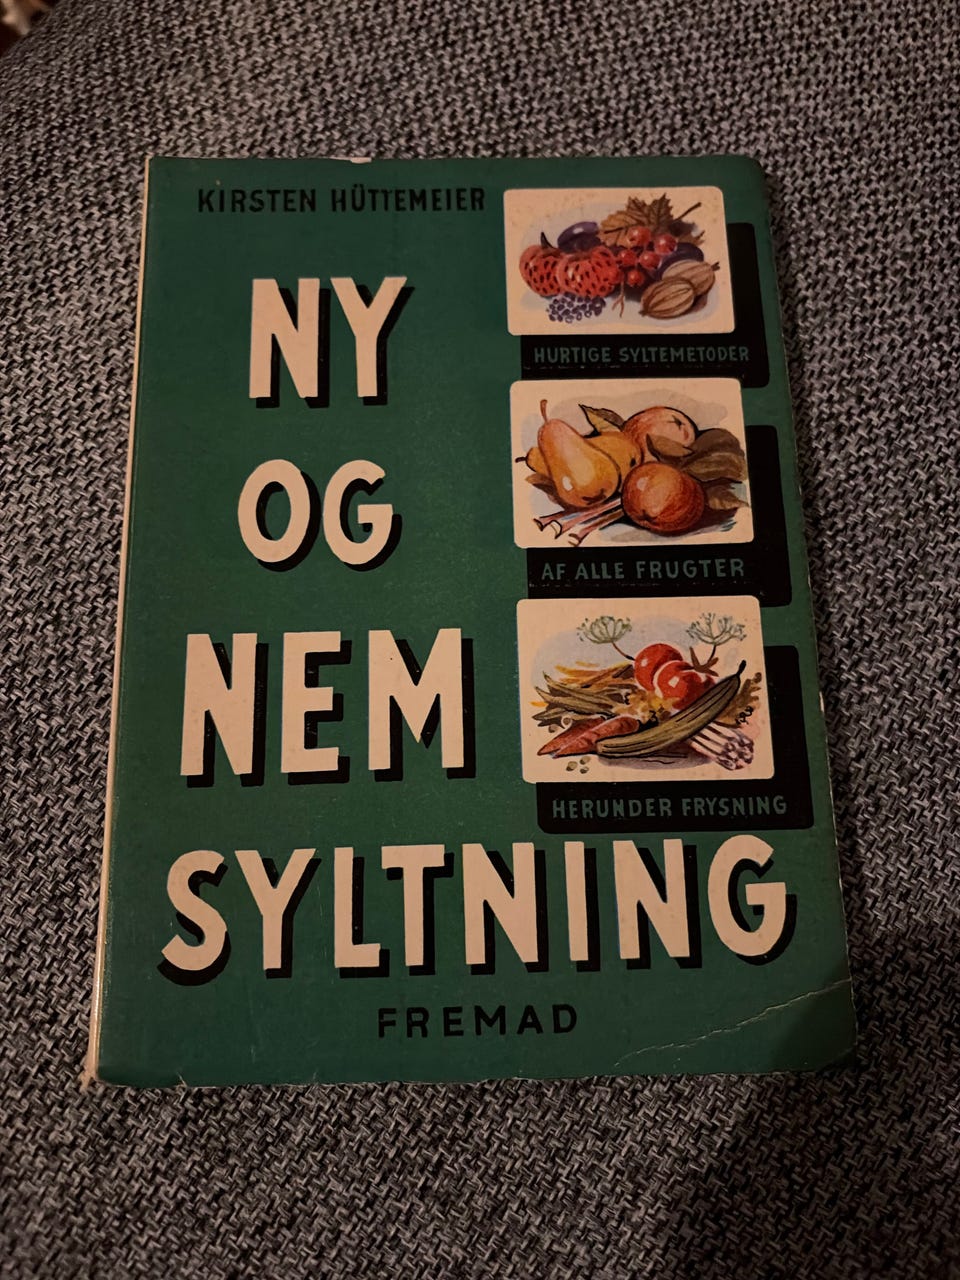 KIRSTEN HÜTTEMEIER
NY
OG
NEM
SYLTNING
HURTIGE SYLTEMETODER
AF ALLE FRUGTER
HERUNDER FRYSNING
FREMAD